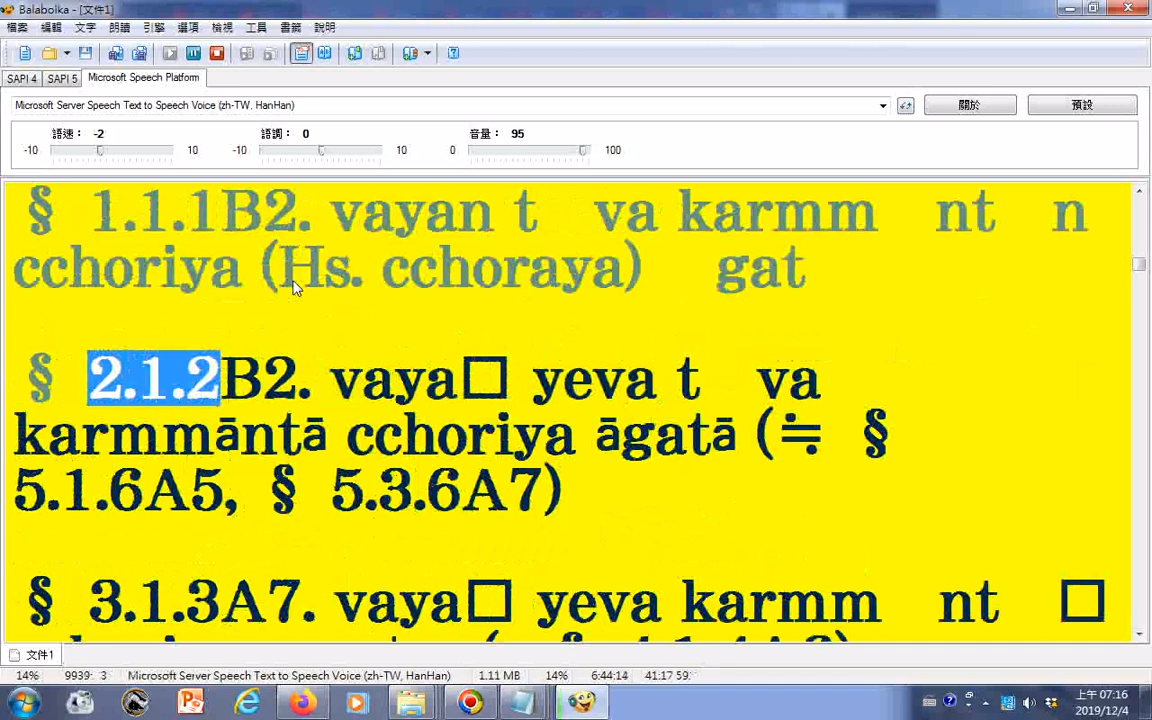 Balabolka - [文件1]
檔案 編輯 文字 朗讀 引擎 選項 檢視 工具 書籤 說明
SAPI 4 SAPI 5 Microsoft Speech Platform
Microsoft Server Speech Text to Speech Voice (zh-TW, HanHan) 關於 預設
語速： -2 語調： 0 音量： 95
-10 10 -10 10 0 100
§ 1.1.1B2. vayan t va karmm nt n
cchoriya (Hs. cchoraya) gat
§ 2.1.2B2. vaya□ yeva t va
karmmāntā cchoriya āgatā (≒ §
5.1.6A5, § 5.3.6A7)
§ 3.1.3A7. vaya□ yeva karmm nt □
文件1
14% 9939: 3 Microsoft Server Speech Text to Speech Voice (zh-TW, HanHan) 1.11 MB 14% 6:44:14 41:17 59:
上午 07:16
2019/12/4